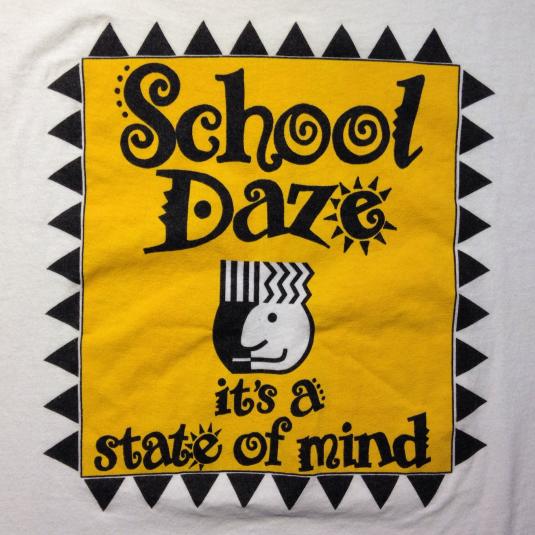 School
Daze
it's a
state of mind